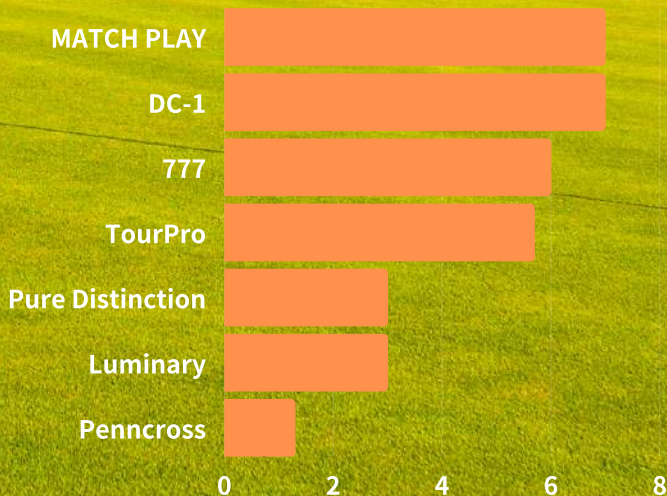 MATCH PLAY
DC-1
777
TourPro
Pure Distinction
Luminary
Penncross
0 2 4 6 8